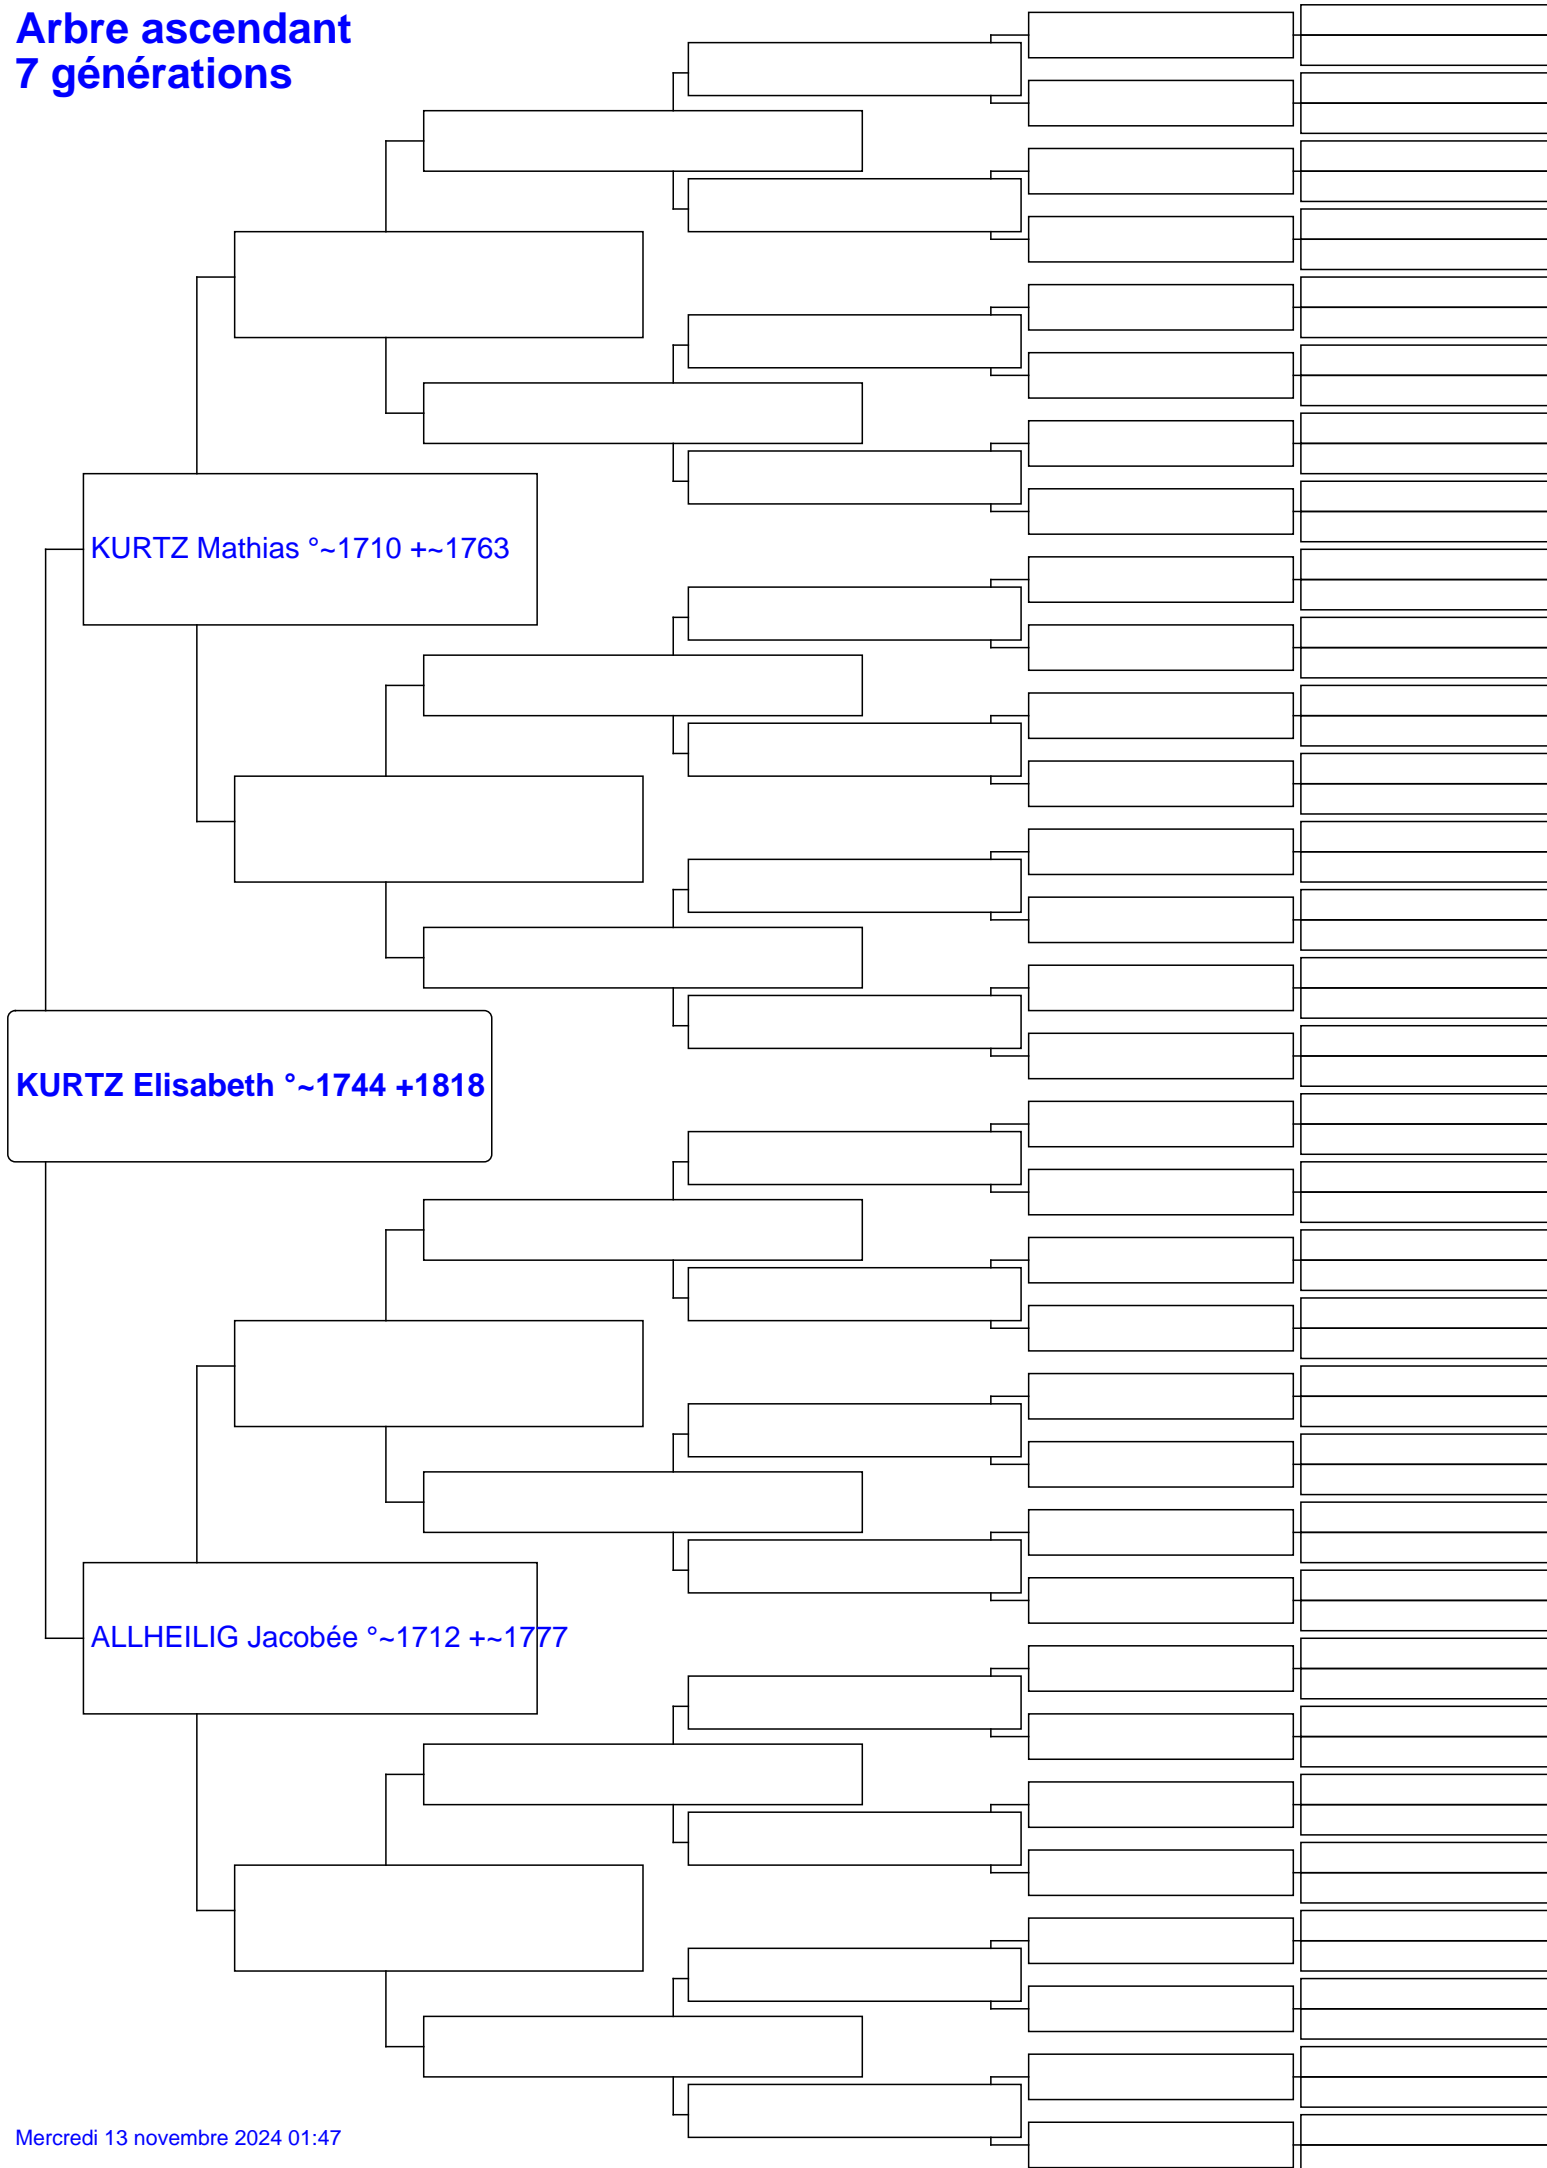 Arbre ascendant
7 générations
KURTZ Mathias °~1710 +~1763
KURTZ Elisabeth °~1744 +1818
ALLHEILIG Jacobée °~1712 +~1777
Mercredi 13 novembre 2024 01:47